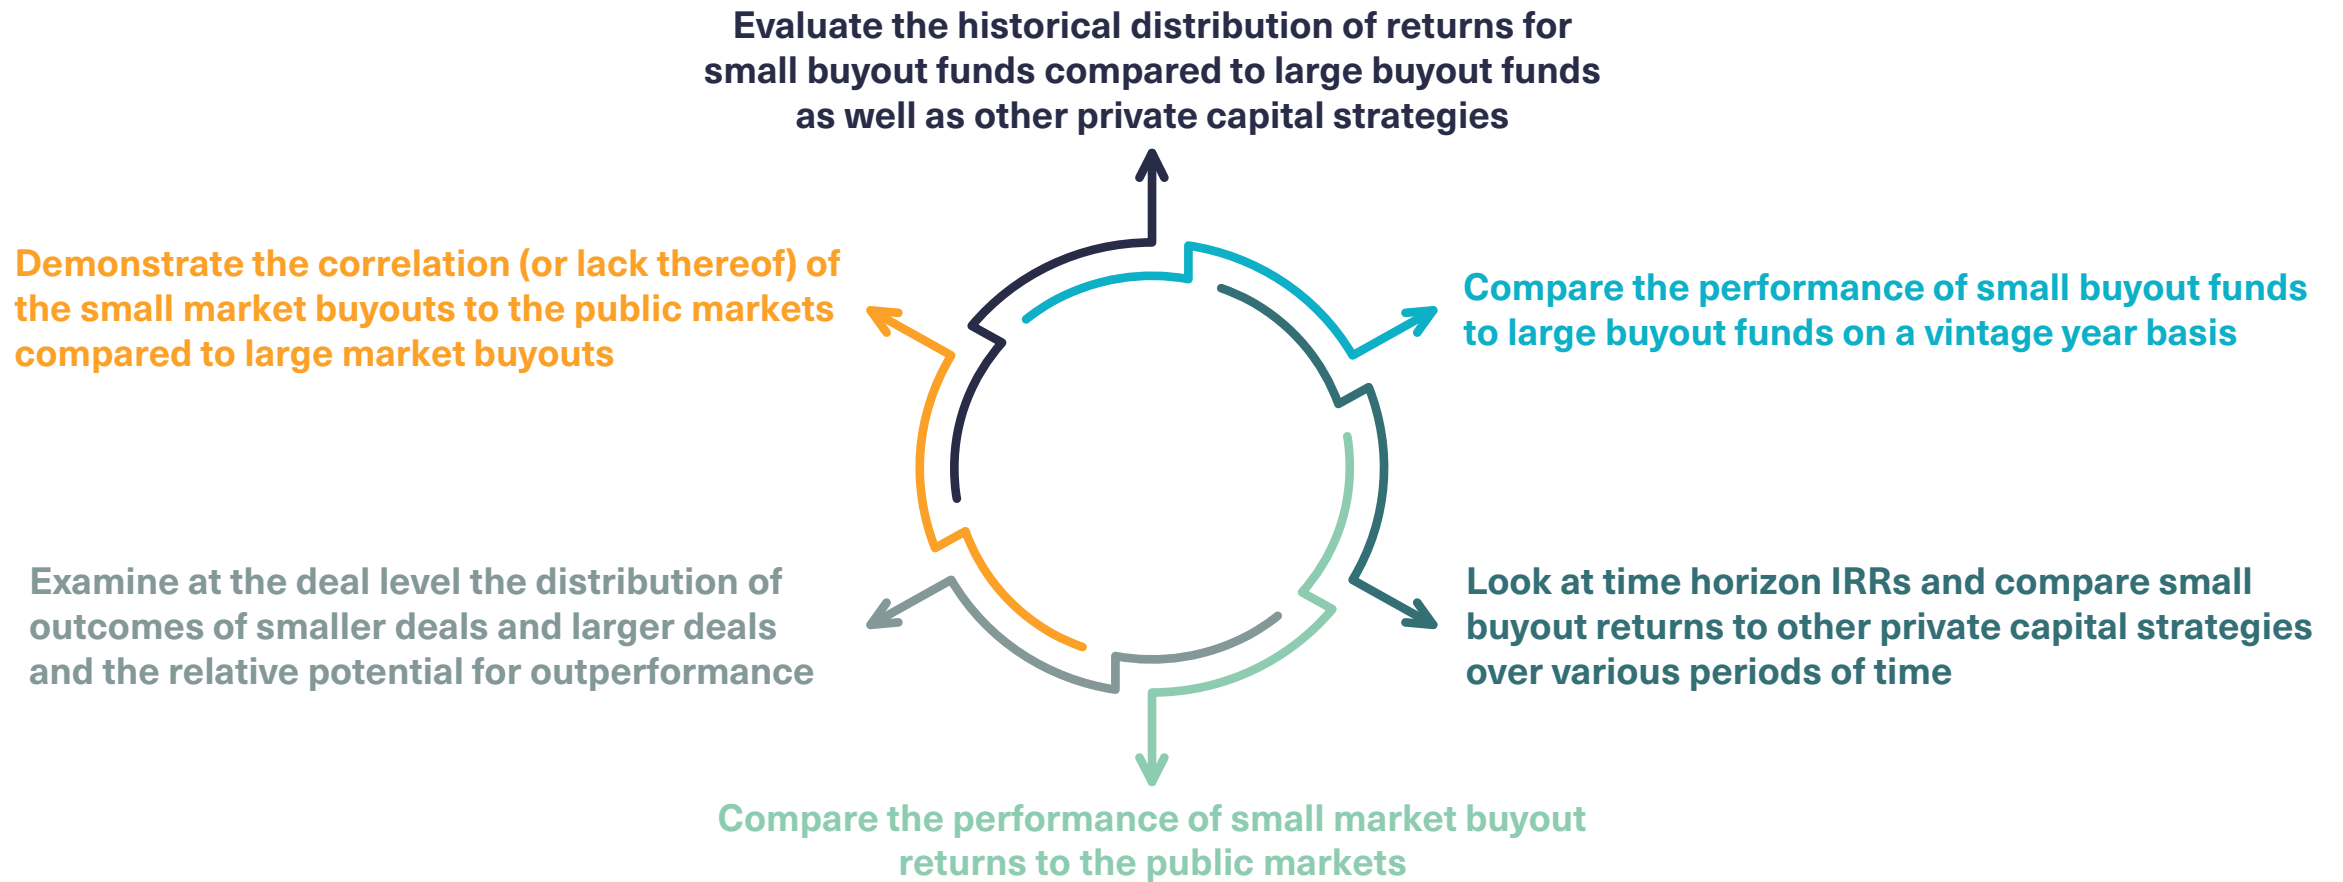 Evaluate the historical distribution of returns for
small buyout funds compared to large buyout funds
as well as other private capital strategies
Compare the performance of small buyout funds
to large buyout funds on a vintage year basis
Look at time horizon IRRs and compare small
buyout returns to other private capital strategies
over various periods of time
Compare the performance of small market buyout
returns to the public markets
Examine at the deal level the distribution of
outcomes of smaller deals and larger deals
and the relative potential for outperformance
Demonstrate the correlation (or lack thereof) of
the small market buyouts to the public markets
compared to large market buyouts